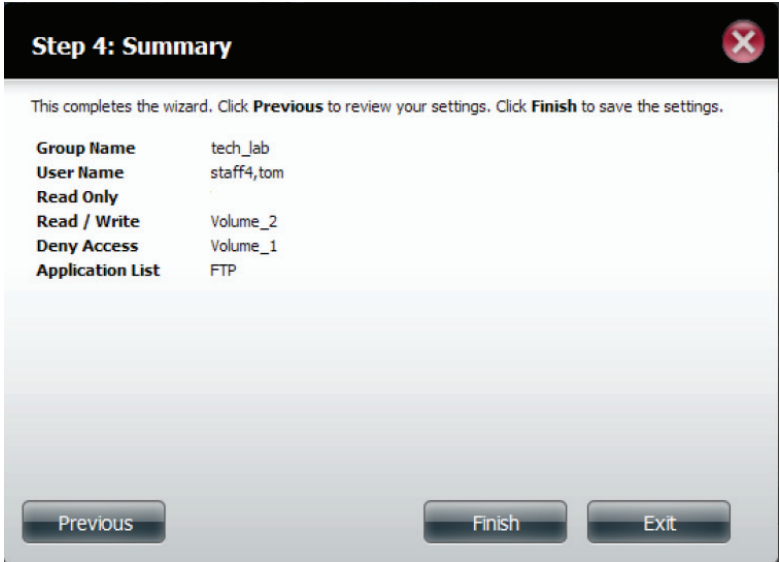 Step 4: Summary
This completes the wizard. Click Previous to review your settings. Click Finish to save the settings.
Group Name tech_lab
User Name staff4,tom
Read Only
Read / Write Volume_2
Deny Access Volume_1
Application List FTP
Previous Finish Exit